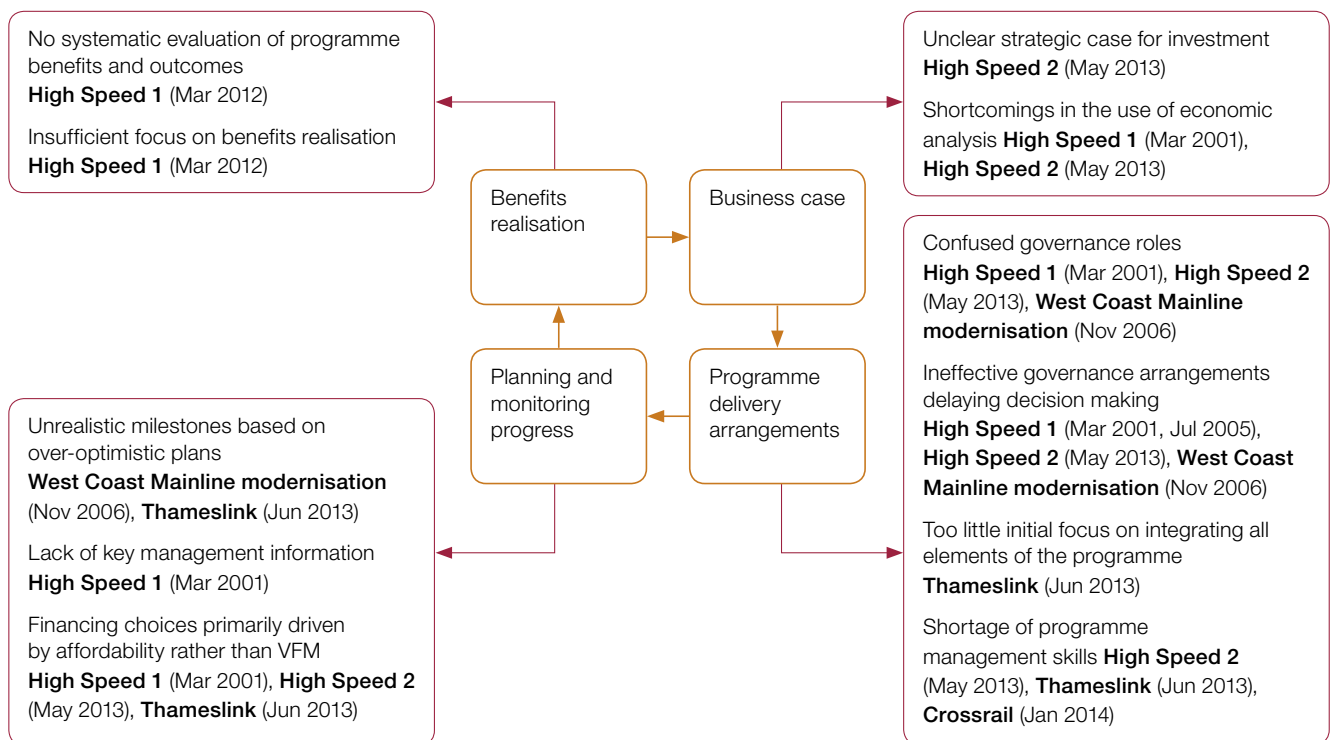 No systematic evaluation of programme
benefits and outcomes
High Speed 1 (Mar 2012)
Insufficient focus on benefits realisation
High Speed 1 (Mar 2012)
Unclear strategic case for investment
High Speed 2 (May 2013)
Shortcomings in the use of economic
analysis High Speed 1 (Mar 2001),
High Speed 2 (May 2013)
Benefits
realisation
Business case
Planning and
monitoring
progress
Programme
delivery
arrangements
Confused governance roles
High Speed 1 (Mar 2001), High Speed 2
(May 2013), West Coast Mainline
modernisation (Nov 2006)
Ineffective governance arrangements
delaying decision making
High Speed 1 (Mar 2001, Jul 2005),
High Speed 2 (May 2013), West Coast
Mainline modernisation (Nov 2006)
Too little initial focus on integrating all
elements of the programme
Thameslink (Jun 2013)
Shortage of programme
management skills High Speed 2
(May 2013), Thameslink (Jun 2013),
Crossrail (Jan 2014)
Unrealistic milestones based on
over-optimistic plans
West Coast Mainline modernisation
(Nov 2006), Thameslink (Jun 2013)
Lack of key management information
High Speed 1 (Mar 2001)
Financing choices primarily driven
by affordability rather than VFM
High Speed 1 (Mar 2001), High Speed 2
(May 2013), Thameslink (Jun 2013)